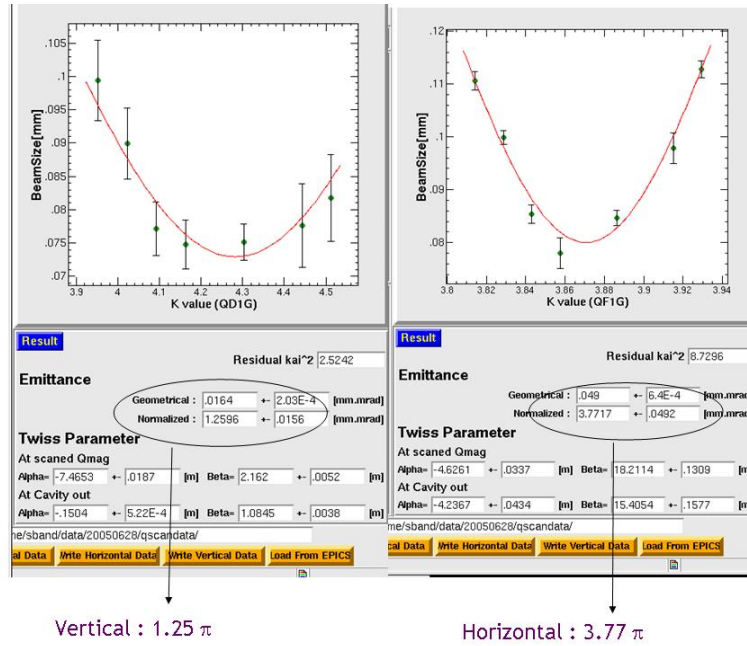 .105
.1
.095
.09
.085
.08
.075
.07
BeamSize[mm]
3.9 4 4.1 4.2 4.3 4.4 4.5
K value (QD1G)
Result
Residual kai^2 2.5242
Emittance
Geometrical : .0164 +- 2.03E-4 [mm.mrad]
Normalized : 1.2596 +- .0156 [mm.mrad]
Twiss Parameter
At scaned Qmag
Alpha= -7.4653 +- .0187 [m] Beta= 2.162 +- .0052 [m]
At Cavity out
Alpha= -.1504 +- 5.22E-4 [m] Beta= 1.0845 +- .0038 [m]
me/sband/data/20050628/qscandata/
al Data Write Horizontal Data Write Vertical Data Load From EPICS
Vertical : 1.25 π
.12
.11
.1
.09
.08
BeamSize[mm]
3.8 3.82 3.84 3.86 3.88 3.9 3.92 3.94
K value (QF1G)
Result
Residual kai^2 8.7296
Emittance
Geometrical : .049 +- 6.4E-4 [mm.mrad]
Normalized : 3.7717 +- .0492 [mm.mrad]
Twiss Parameter
At scaned Qmag
Alpha= -4.6261 +- .0337 [m] Beta= 18.2114 +- .1309 [m]
At Cavity out
Alpha= -4.2367 +- .0434 [m] Beta= 15.4054 +- .1577 [m]
me/sband/data/20050628/qscandata/
cal Data Write Horizontal Data Write Vertical Data Load From EPICS
Horizontal : 3.77 π